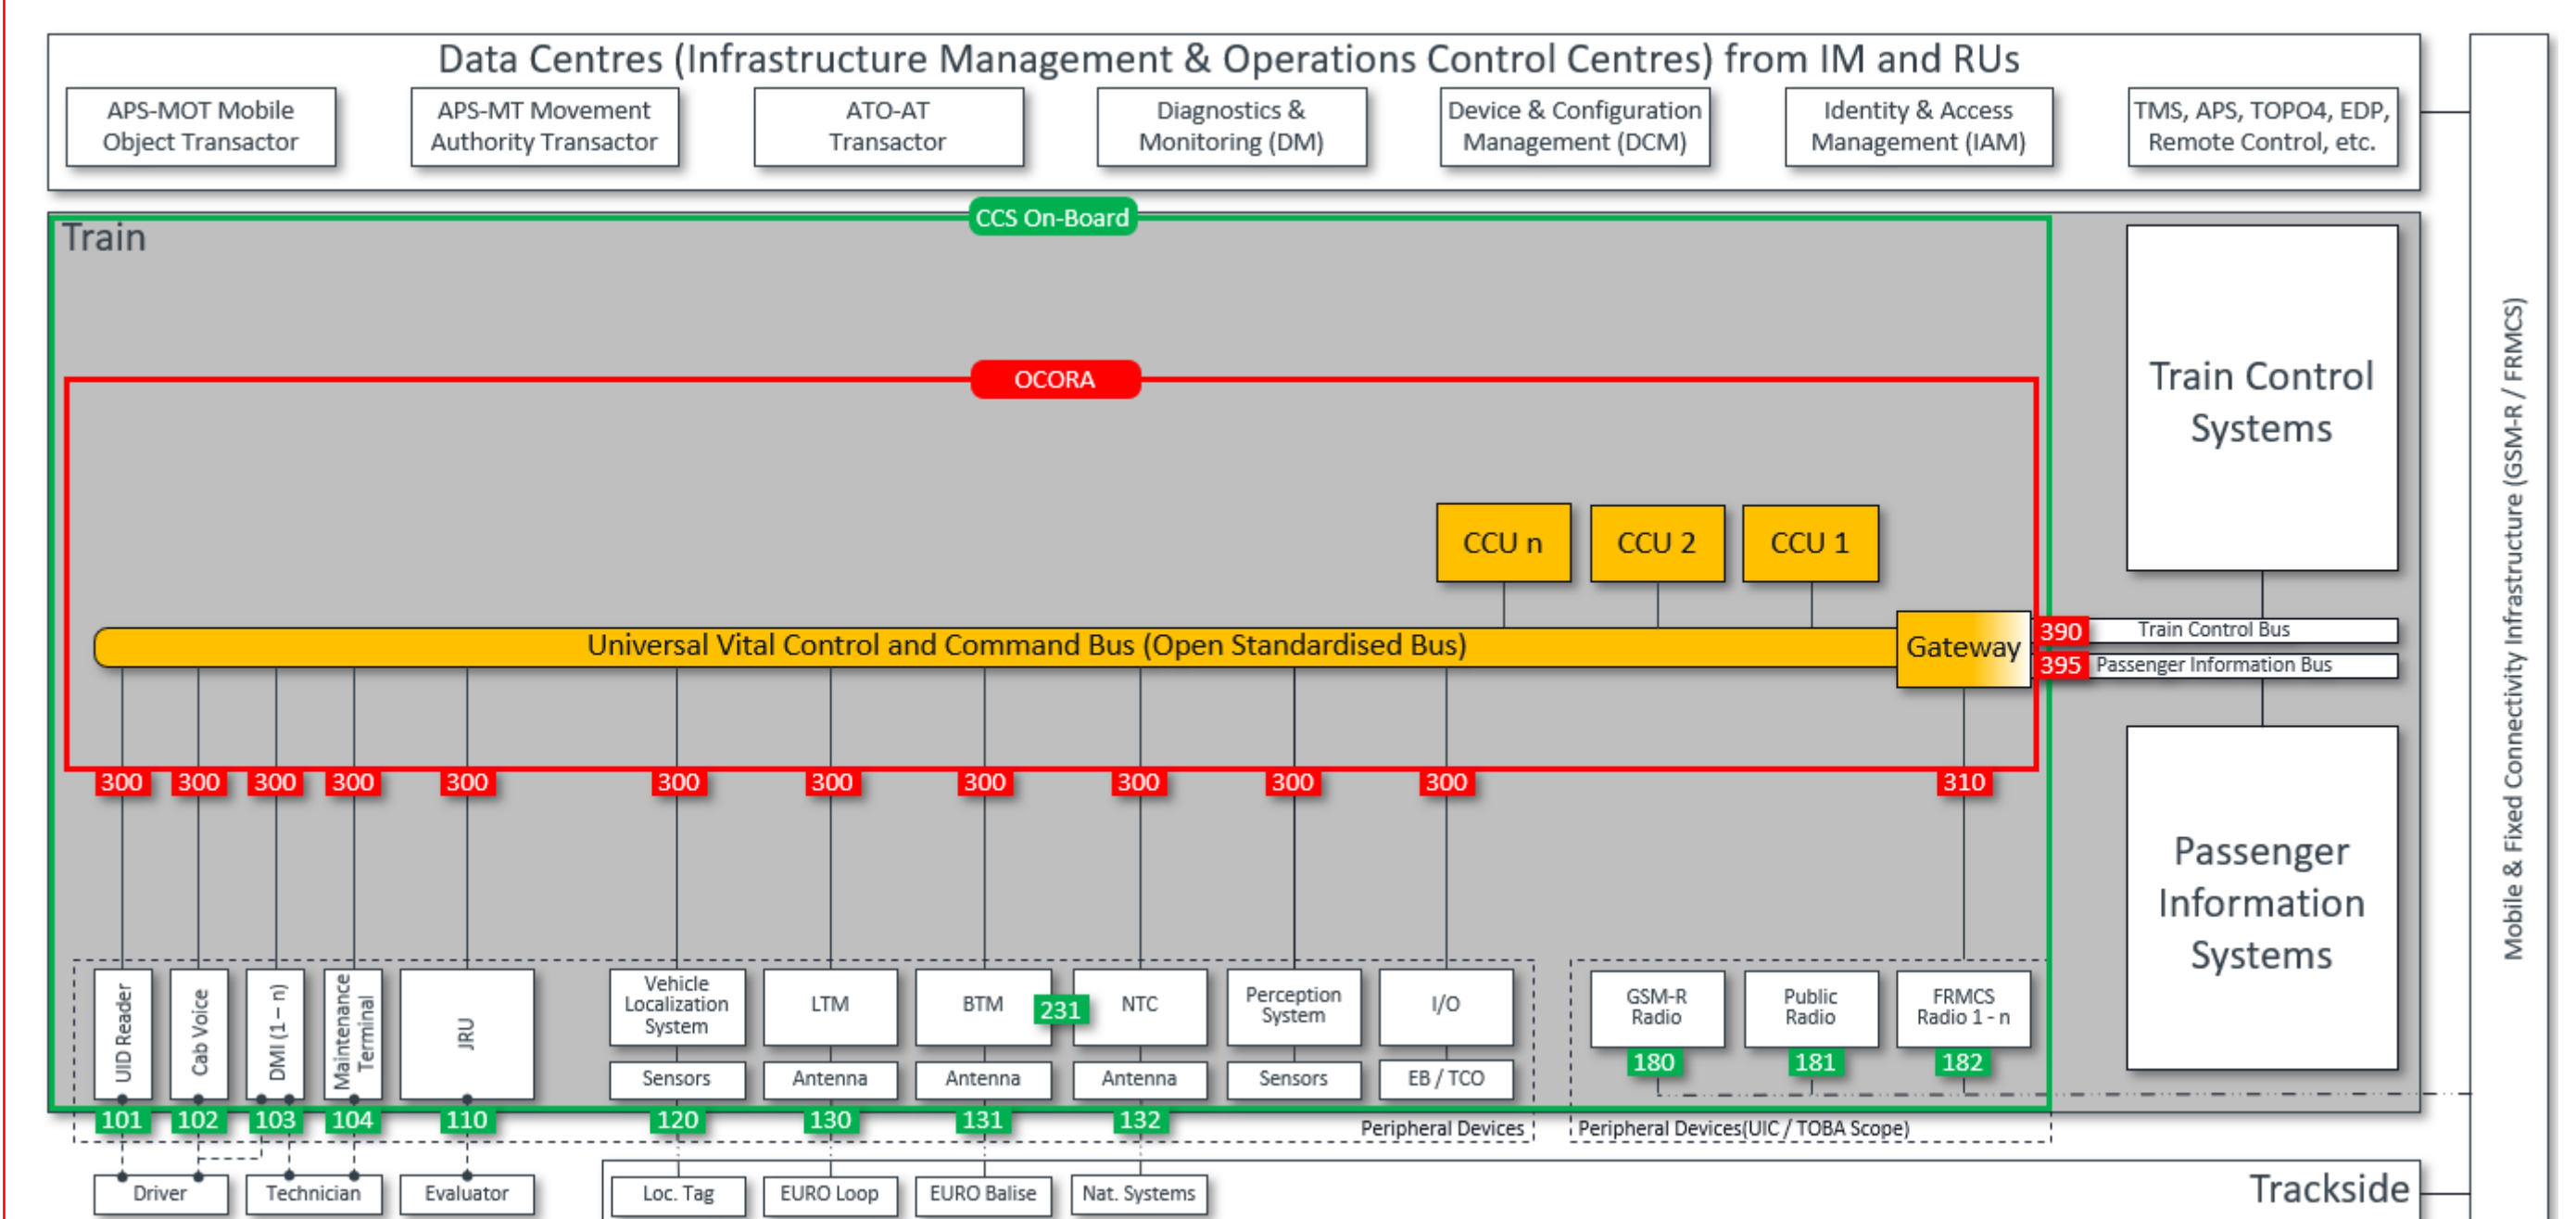 Data Centres (Infrastructure Management & Operations Control Centres) from IM and RUs
APS-MOT Mobile
Object Transactor
APS-MT Movement
Authority Transactor
ATO-AT
Transactor
Diagnostics &
Monitoring (DM)
Device & Configuration
Management (DCM)
Identity & Access
Management (IAM)
TMS, APS, TOPO4, EDP,
Remote Control, etc.
CCS On-Board
Train
OCORA
Train Control
Systems
CCU n
CCU 2
CCU 1
Universal Vital Control and Command Bus (Open Standardised Bus)
Gateway
390
Train Control Bus
395
Passenger Information Bus
300
300
300
300
300
300
300
300
300
300
300
310
Passenger
Information
Systems
Mobile & Fixed Connectivity Infrastructure (GSM-R / FRMCS)
UID Reader
Cab Voice
DMI (1 – n)
Maintenance
Terminal
JRU
Vehicle
Localization
System
LTM
BTM
231
NTC
Perception
System
I/O
GSM-R
Radio
Public
Radio
FRMCS
Radio 1 - n
Sensors
Antenna
Antenna
Antenna
Sensors
EB / TCO
180
181
182
101
102
103
104
110
120
130
131
132
Peripheral Devices
Peripheral Devices(UIC / TOBA Scope)
Driver
Technician
Evaluator
Loc. Tag
EURO Loop
EURO Balise
Nat. Systems
Trackside